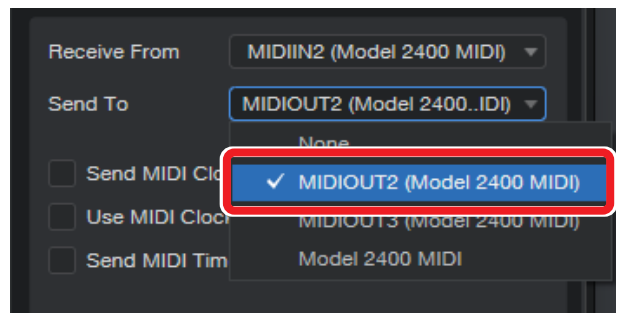 Receive From MIDIIN2 (Model 2400 MIDI)
Send To MIDIOUT2 (Model 2400..IDI)
None
Send MIDI Clo
MIDIOUT2 (Model 2400 MIDI)
Use MIDI Clock
MIDIOUT3 (Model 2400 MIDI)
Send MIDI Tim
Model 2400 MIDI